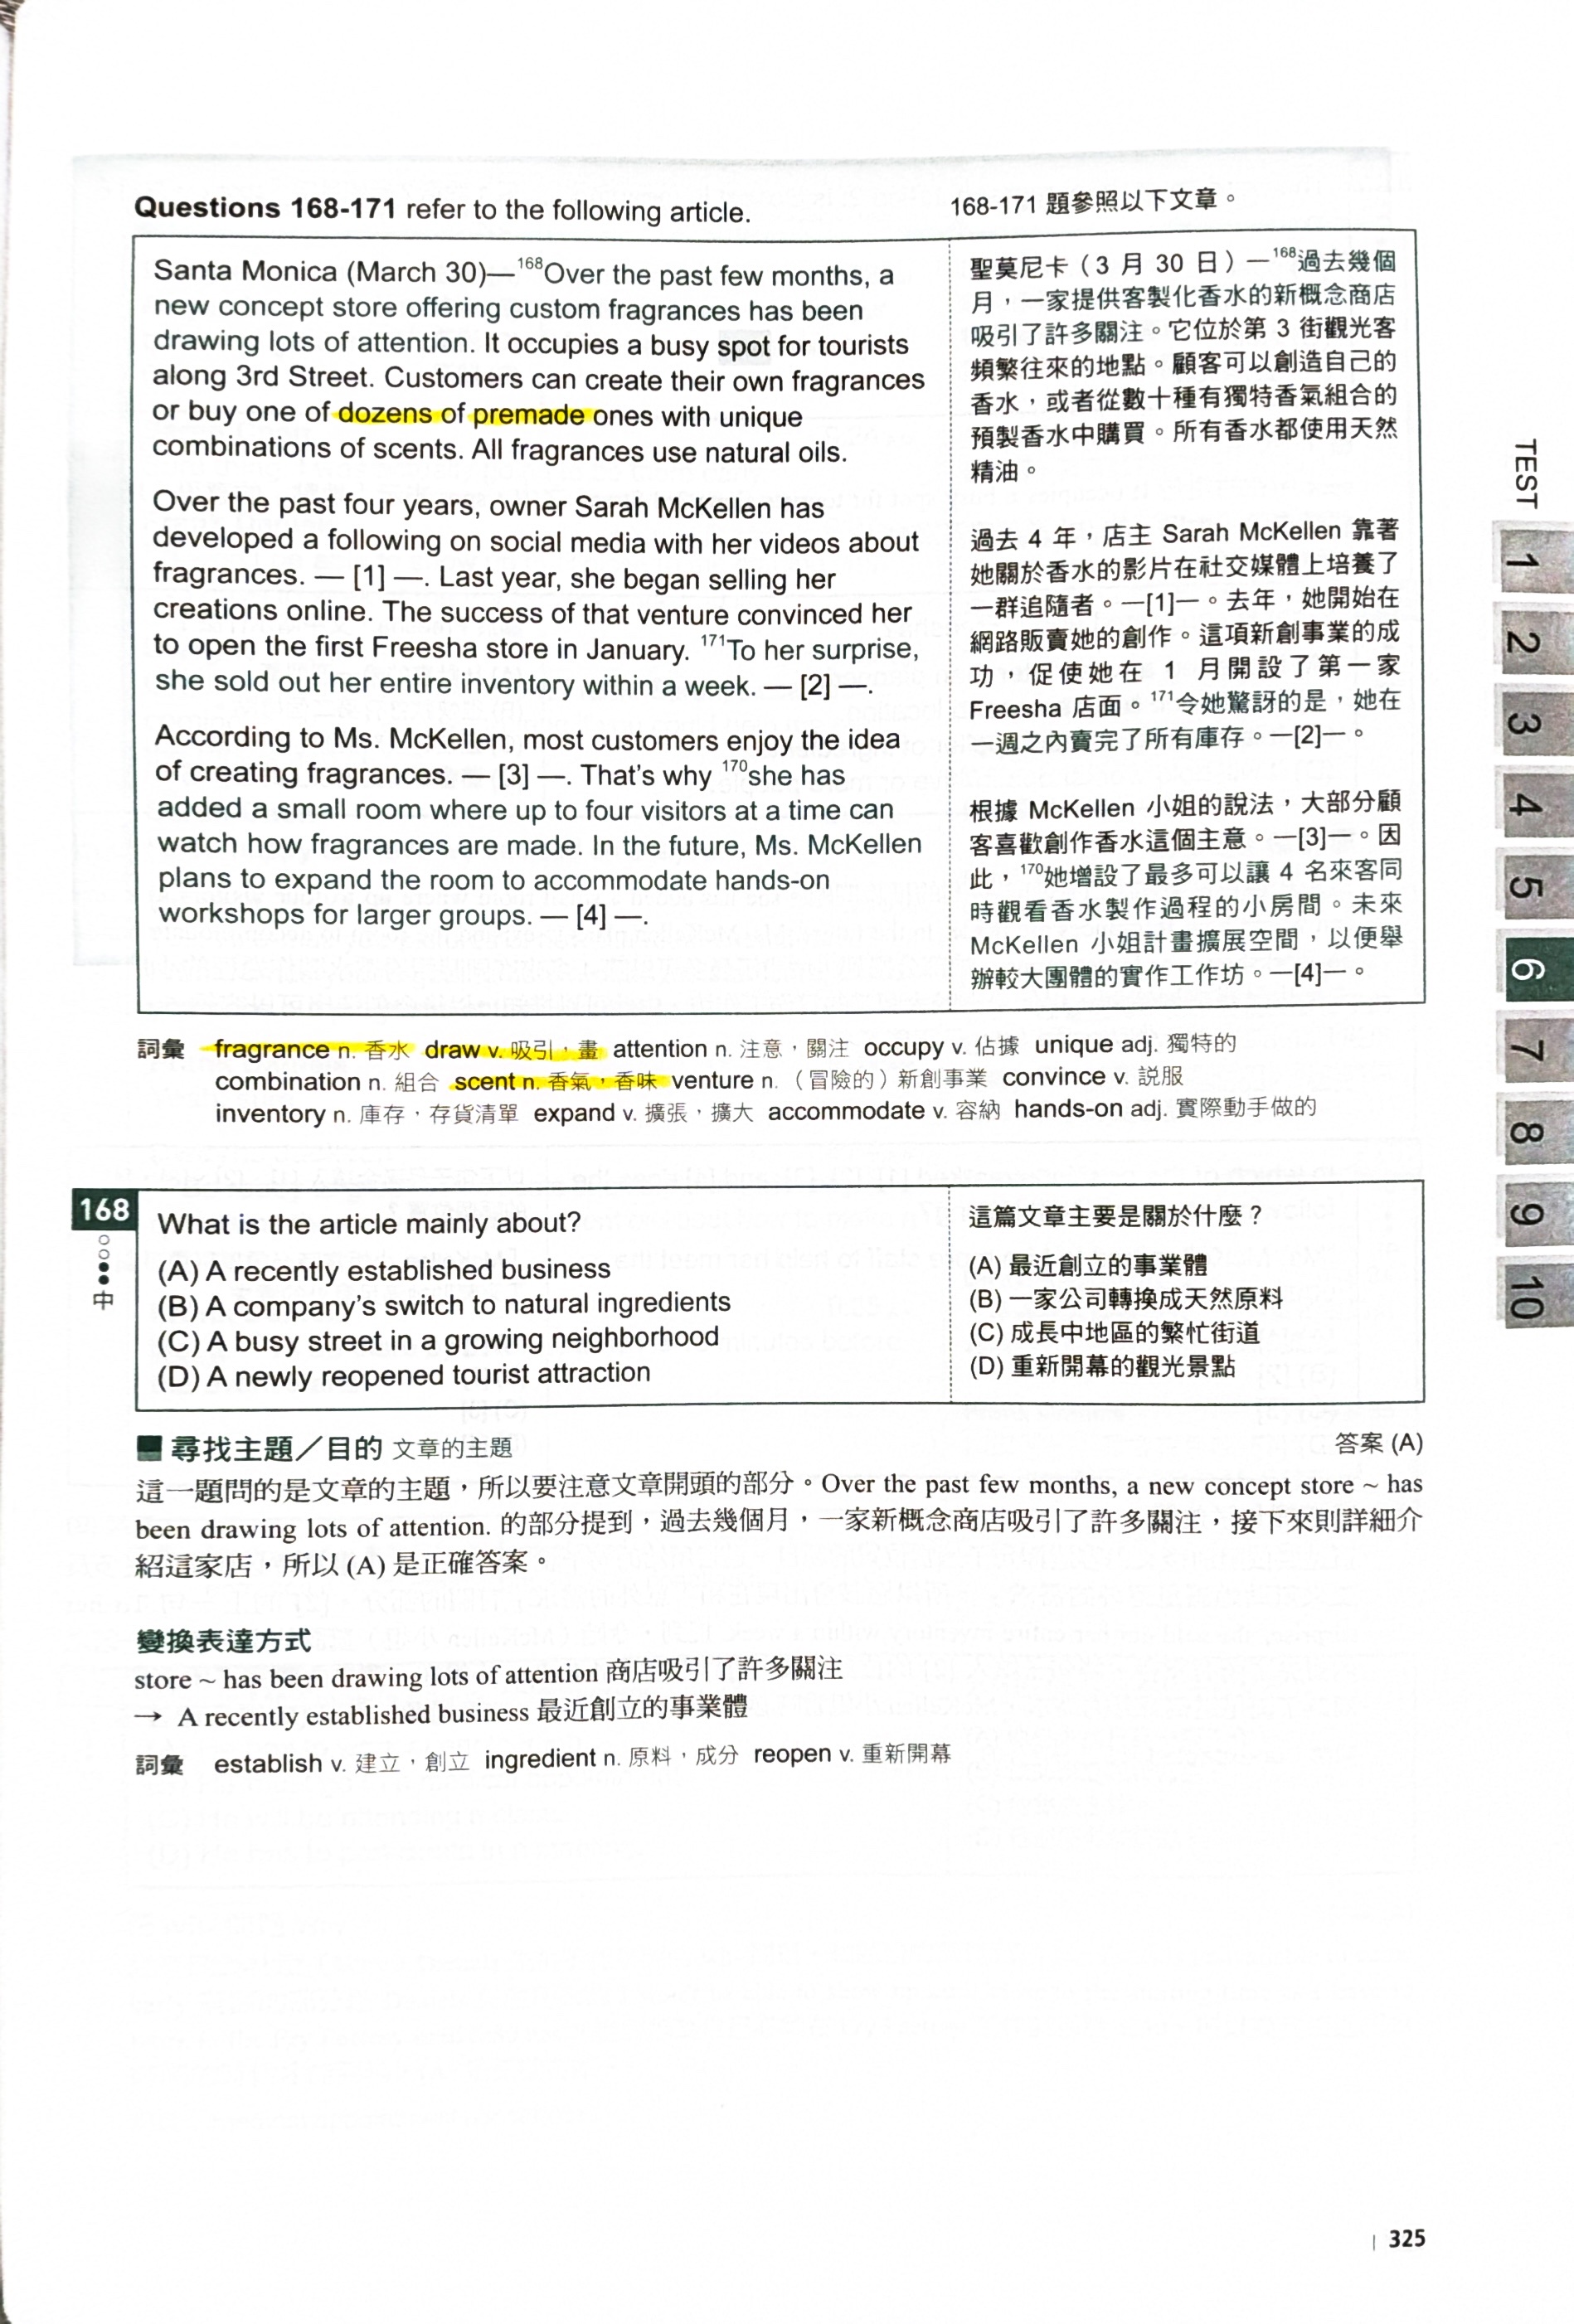 Questions 168-171 refer to the following article.
168-171 題參照以下文章。
Santa Monica (March 30)—168Over the past few months, a
new concept store offering custom fragrances has been
drawing lots of attention. It occupies a busy spot for tourists
along 3rd Street. Customers can create their own fragrances
or buy one of dozens of premade ones with unique
combinations of scents. All fragrances use natural oils.
Over the past four years, owner Sarah McKellen has
developed a following on social media with her videos about
fragrances. — [1] —. Last year, she began selling her
creations online. The success of that venture convinced her
to open the first Freesha store in January. 171To her surprise,
she sold out her entire inventory within a week. — [2] —.
According to Ms. McKellen, most customers enjoy the idea
of creating fragrances. — [3] —. That's why 170she has
added a small room where up to four visitors at a time can
watch how fragrances are made. In the future, Ms. McKellen
plans to expand the room to accommodate hands-on
workshops for larger groups. — [4] —.
聖莫尼卡（3 月 30 日）—168過去幾個
月，一家提供客製化香水的新概念商店
吸引了許多關注。它位於第 3 街觀光客
頻繁往來的地點。顧客可以創造自己的
香水，或者從數十種有獨特香氣組合的
預製香水中購買。所有香水都使用天然
精油。
過去 4 年，店主 Sarah McKellen 靠著
她關於香水的影片在社交媒體上培養了
一群追隨者。—[1]—。去年，她開始在
網路販賣她的創作。這項新創事業的成
功，促使她在 1 月開設了第一家
Freesha 店面。171令她驚訝的是，她在
一週之內賣完了所有庫存。—[2]—。
根據 McKellen 小姐的說法，大部分顧
客喜歡創作香水這個主意。—[3]—。因
此，170她增設了最多可以讓 4 名來客同
時觀看香水製作過程的小房間。未來
McKellen 小姐計畫擴展空間，以便舉
辦較大團體的實作工作坊。—[4]—。
詞彙 fragrance n. 香水 draw v. 吸引，畫 attention n. 注意，關注 occupy v. 佔據 unique adj. 獨特的
combination n. 組合 scent n. 香氣，香味 venture n.（冒險的）新創事業 convince v. 說服
inventory n. 庫存，存貨清單 expand v. 擴張，擴大 accommodate v. 容納 hands-on adj. 實際動手做的
168
中
What is the article mainly about?
(A) A recently established business
(B) A company's switch to natural ingredients
(C) A busy street in a growing neighborhood
(D) A newly reopened tourist attraction
這篇文章主要是關於什麼？
(A) 最近創立的事業體
(B) 一家公司轉換成天然原料
(C) 成長中地區的繁忙街道
(D) 重新開幕的觀光景點
■ 尋找主題／目的 文章的主題 答案 (A)
這一題問的是文章的主題，所以要注意文章開頭的部分。Over the past few months, a new concept store ~ has
been drawing lots of attention. 的部分提到，過去幾個月，一家新概念商店吸引了許多關注，接下來則詳細介
紹這家店，所以 (A) 是正確答案。
變換表達方式
store ~ has been drawing lots of attention 商店吸引了許多關注
→ A recently established business 最近創立的事業體
詞彙 establish v. 建立，創立 ingredient n. 原料，成分 reopen v. 重新開幕
TEST
1
2
3
4
5
6
7
8
9
10
325